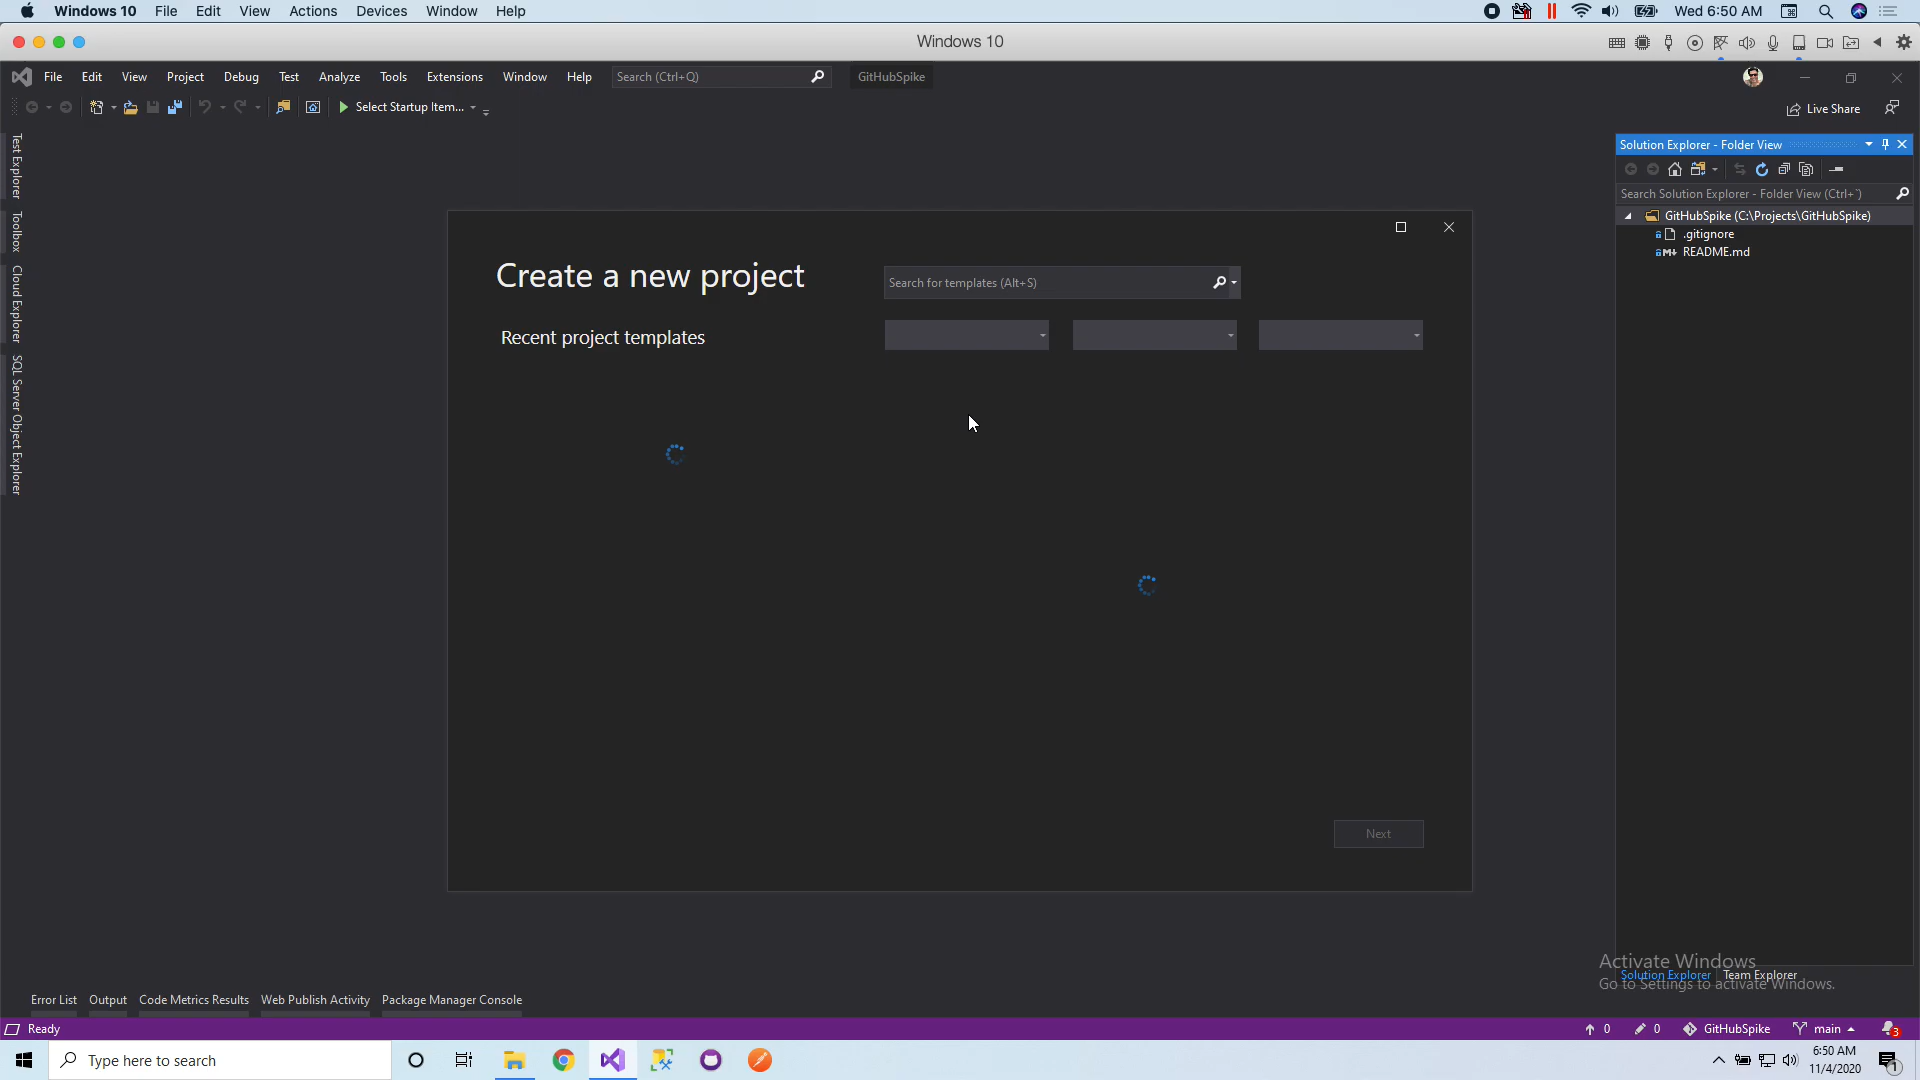 Windows 10 File Edit View Actions Devices Window Help Wed 6:50 AM
Windows 10
File Edit View Project Debug Test Analyze Tools Extensions Window Help Search (Ctrl+Q) GitHubSpike
Select Startup Item... Live Share
Test Explorer
Toolbox
Cloud Explorer
SQL Server Object Explorer
Solution Explorer - Folder View
Search Solution Explorer - Folder View (Ctrl+`)
GitHubSpike (C:\Projects\GitHubSpike)
.gitignore
README.md
Create a new project
Search for templates (Alt+S)
Recent project templates
Next
Activate Windows
Go to Settings to activate Windows.
Solution Explorer Team Explorer
Error List Output Code Metrics Results Web Publish Activity Package Manager Console
Ready 0 0 GitHubSpike main 3
Type here to search
6:50 AM
11/4/2020
1